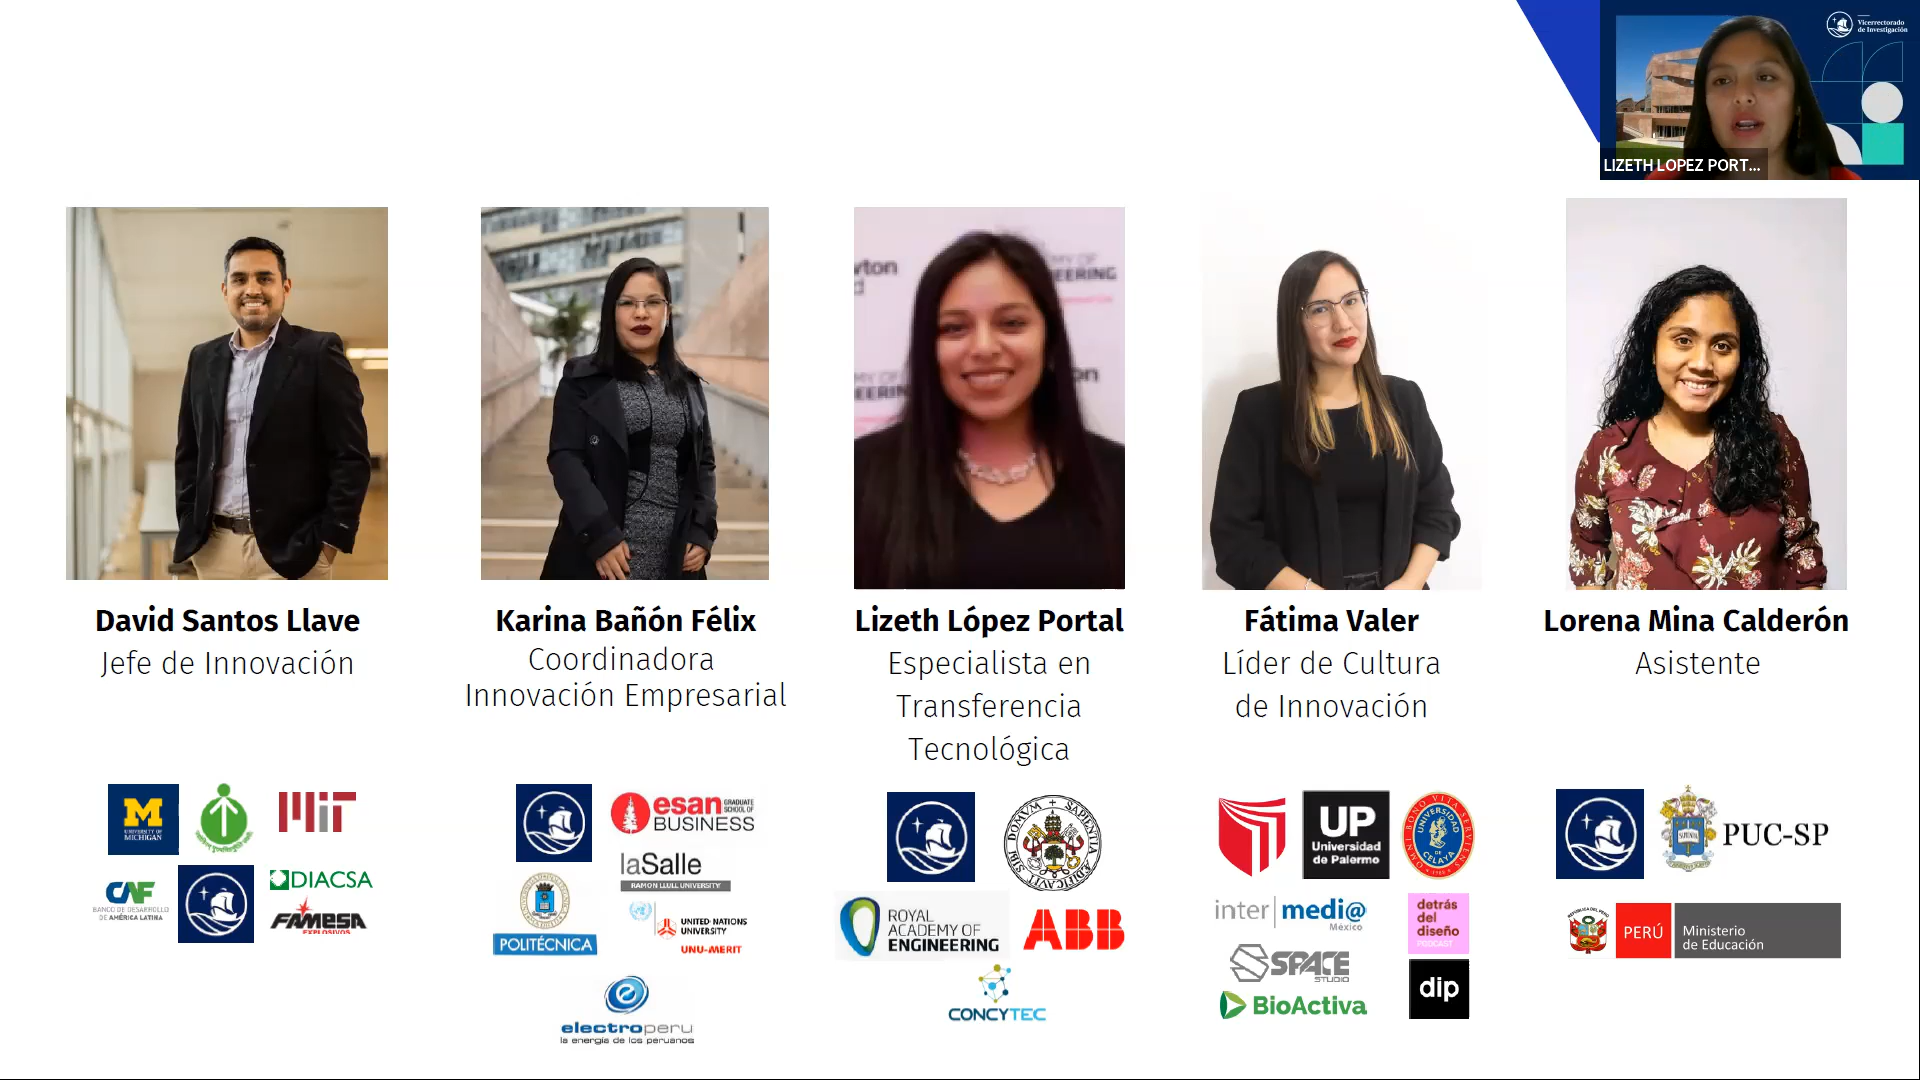 Vicerrectorado
de Investigación
LIZETH LOPEZ PORT...
David Santos Llave
Jefe de Innovación
Karina Bañón Félix
Coordinadora
Innovación Empresarial
Lizeth López Portal
Especialista en
Transferencia
Tecnológica
Fátima Valer
Líder de Cultura
de Innovación
Lorena Mina Calderón
Asistente
M
UNIVERSITY OF
MICHIGAN
MIT
CAF
BANCO DE DESARROLLO
DE AMÉRICA LATINA
DIACSA
FAMESA
EXPLOSIVOS
esan
GRADUATE
SCHOOL OF
BUSINESS
laSalle
RAMON LLULL UNIVERSITY
POLITÉCNICA
UNITED NATIONS
UNIVERSITY
UNU-MERIT
electroperu
la energía de los peruanos
ROYAL
ACADEMY OF
ENGINEERING
ABB
CONCYTEC
UP
Universidad
de Palermo
UNIVERSIDAD
DE
CELAYA
inter medi@
México
detrás
del
diseño
PODCAST
SPACE
STUDIO
BioActiva
dip
PUC-SP
PERÚ
Ministerio
de Educación